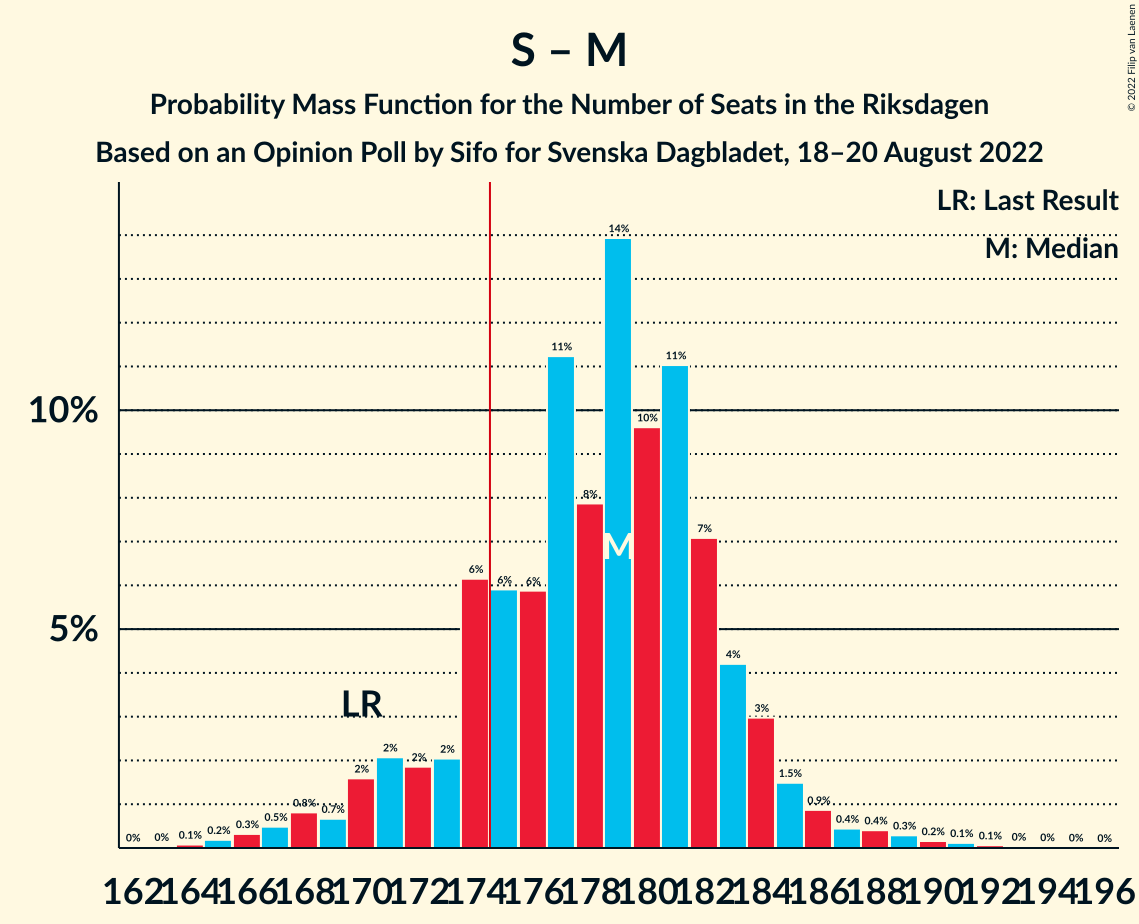 © 2022 Filip van Laenen
S – M
Probability Mass Function for the Number of Seats in the Riksdagen
Based on an Opinion Poll by Sifo for Svenska Dagbladet, 18–20 August 2022
LR: Last Result
M: Median
10%
5%
0% 0% 0.1% 0.2% 0.3% 0.5% 0.8% 0.7% 2% 2% 2% 2% 6% 6% 6% 11% 8% 14% 10% 11% 7% 4% 3% 1.5% 0.9% 0.4% 0.4% 0.3% 0.2% 0.1% 0.1% 0% 0% 0% 0%
LR
M
162 164 166 168 170 172 174 176 178 180 182 184 186 188 190 192 194 196